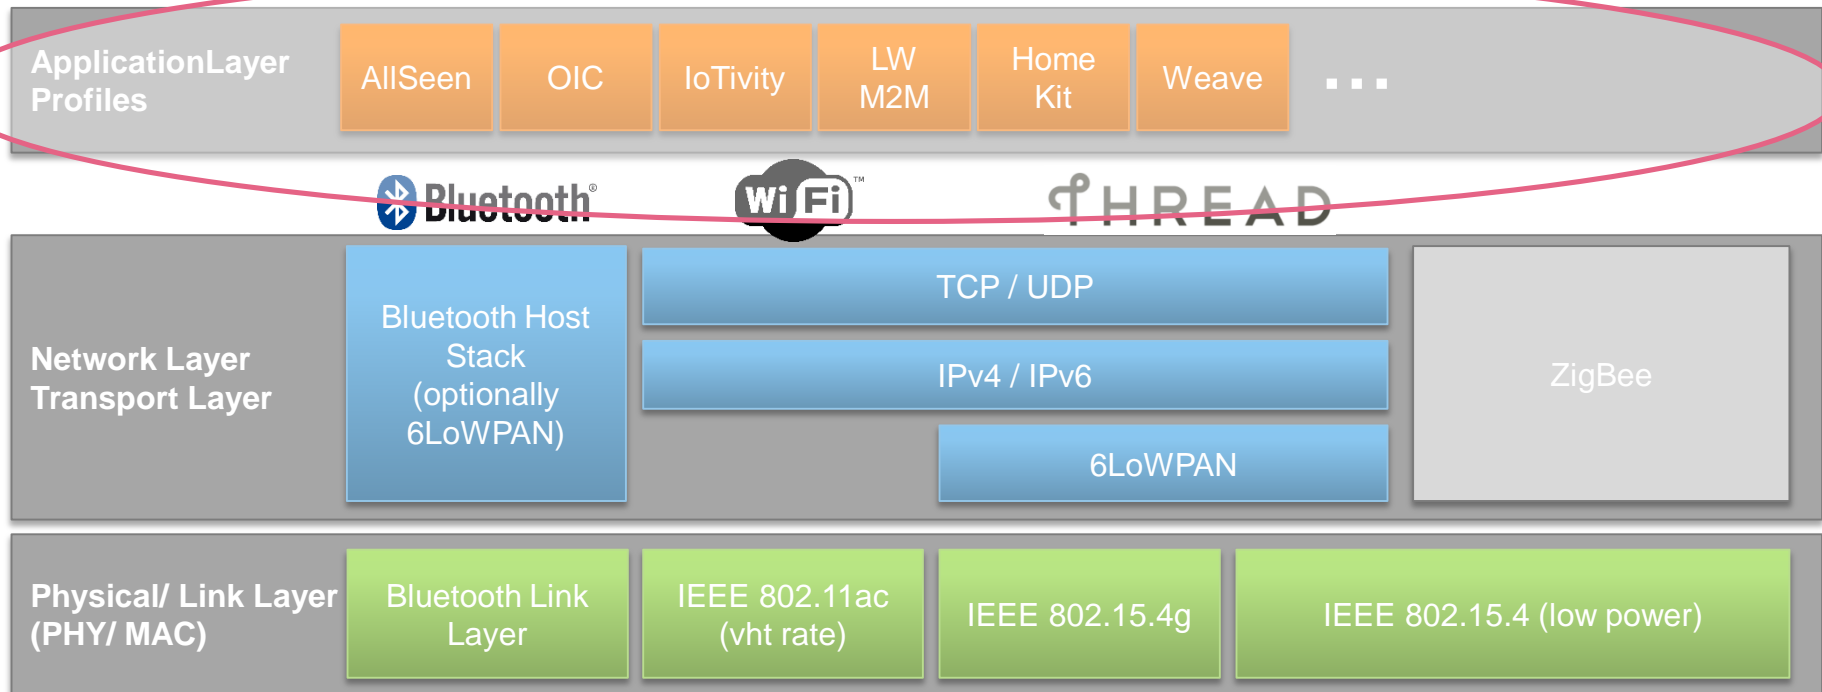 ApplicationLayer
Profiles
AllSeen
OIC
IoTivity
LW
M2M
Home
Kit
Weave
...
Bluetooth®
Wi Fi™
THREAD
Network Layer
Transport Layer
Bluetooth Host
Stack
(optionally
6LoWPAN)
TCP / UDP
IPv4 / IPv6
6LoWPAN
ZigBee
Physical/ Link Layer
(PHY/ MAC)
Bluetooth Link
Layer
IEEE 802.11ac
(vht rate)
IEEE 802.15.4g
IEEE 802.15.4 (low power)